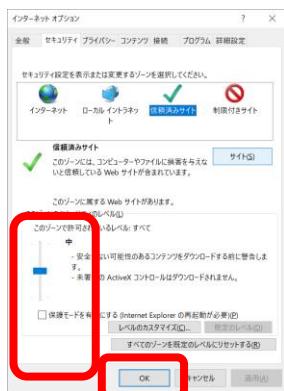 インターネット オプション ? ×
全般 セキュリティ プライバシー コンテンツ 接続 プログラム 詳細設定
セキュリティ設定を表示または変更するゾーンを選択してください。
インターネット ローカル イントラネット 信頼済みサイト 制限付きサイト
信頼済みサイト
このゾーンには、コンピューターやファイルに損害を与えな
いと信頼している Web サイトが含まれています。
サイト(S)
このゾーンに属する Web サイトがあります。
のレベル(L)
このゾーンで許可されているレベル: すべて
中
- 安全 ない可能性のあるコンテンツをダウンロードする前に警告しま
す。
- 未署 の ActiveX コントロールはダウンロードされません。
保護モードを有 にする (Internet Explorer の再起動が必要)(P)
レベルのカスタマイズ(C)... 既定のレベル(D)
すべてのゾーンを既定のレベルにリセットする(R)
OK キャンセル 適用(A)